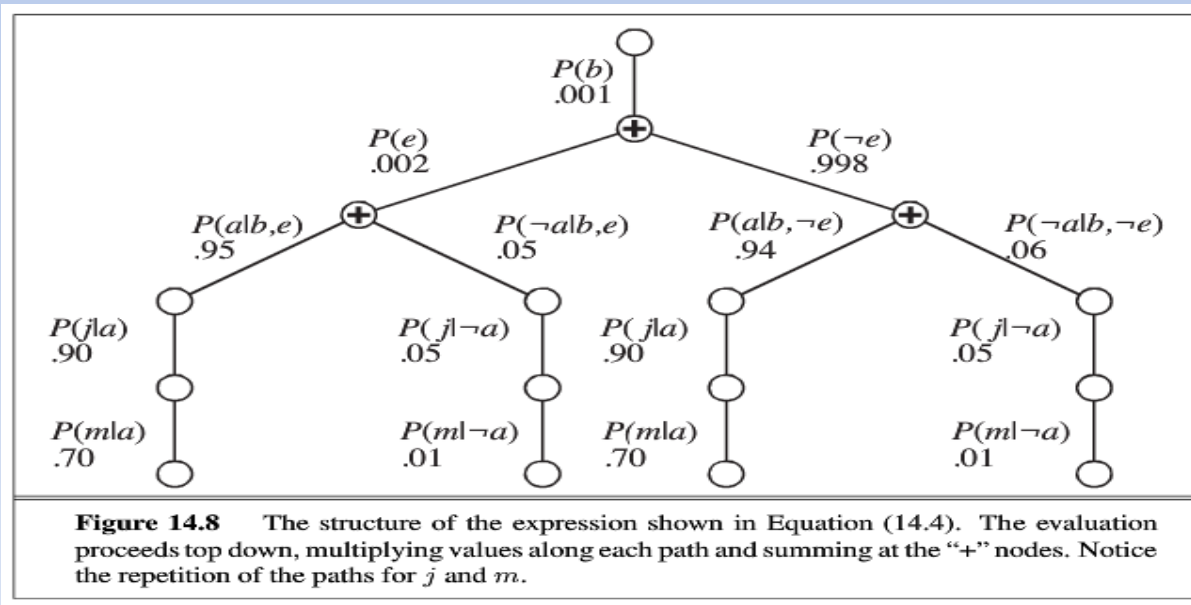 P(b)
.001
P(e)
.002
P(¬e)
.998
P(a|b,e)
.95
P(¬a|b,e)
.05
P(a|b,¬e)
.94
P(¬a|b,¬e)
.06
P(j|a)
.90
P(j|¬a)
.05
P(j|a)
.90
P(j|¬a)
.05
P(m|a)
.70
P(m|¬a)
.01
P(m|a)
.70
P(m|¬a)
.01
Figure 14.8 The structure of the expression shown in Equation (14.4). The evaluation
proceeds top down, multiplying values along each path and summing at the “+” nodes. Notice
the repetition of the paths for j and m.